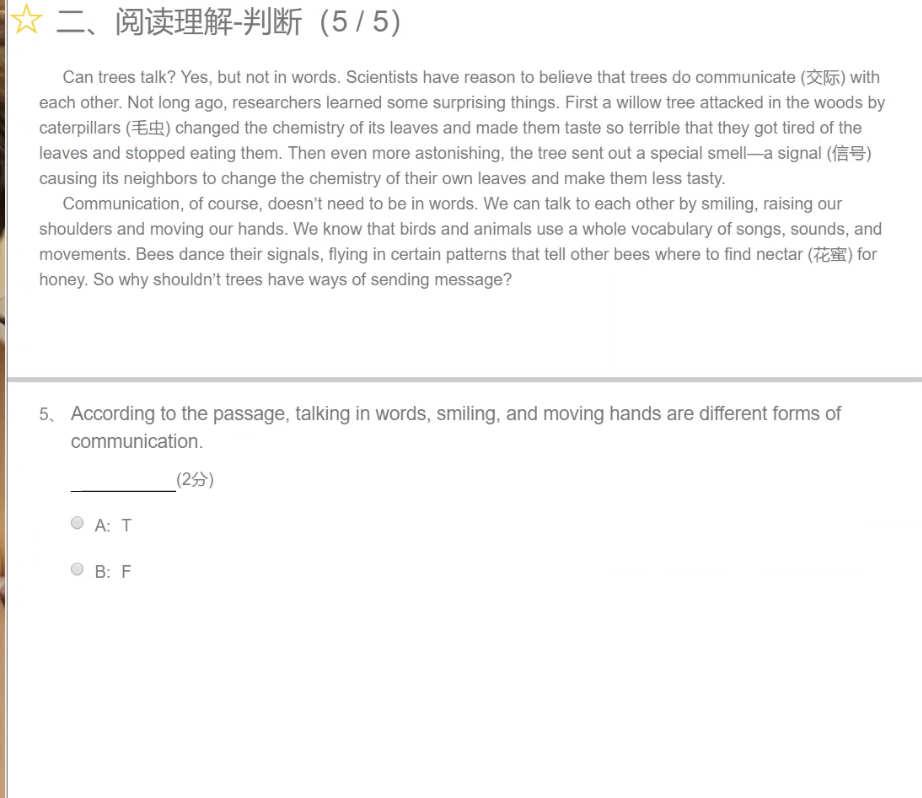 二、阅读理解-判断（5 / 5）
Can trees talk? Yes, but not in words. Scientists have reason to believe that trees do communicate (交际) with
each other. Not long ago, researchers learned some surprising things. First a willow tree attacked in the woods by
caterpillars (毛虫) changed the chemistry of its leaves and made them taste so terrible that they got tired of the
leaves and stopped eating them. Then even more astonishing, the tree sent out a special smell—a signal (信号)
causing its neighbors to change the chemistry of their own leaves and make them less tasty.
Communication, of course, doesn’t need to be in words. We can talk to each other by smiling, raising our
shoulders and moving our hands. We know that birds and animals use a whole vocabulary of songs, sounds, and
movements. Bees dance their signals, flying in certain patterns that tell other bees where to find nectar (花蜜) for
honey. So why shouldn’t trees have ways of sending message?
5、 According to the passage, talking in words, smiling, and moving hands are different forms of
communication.
___________(2分)
A: T
B: F